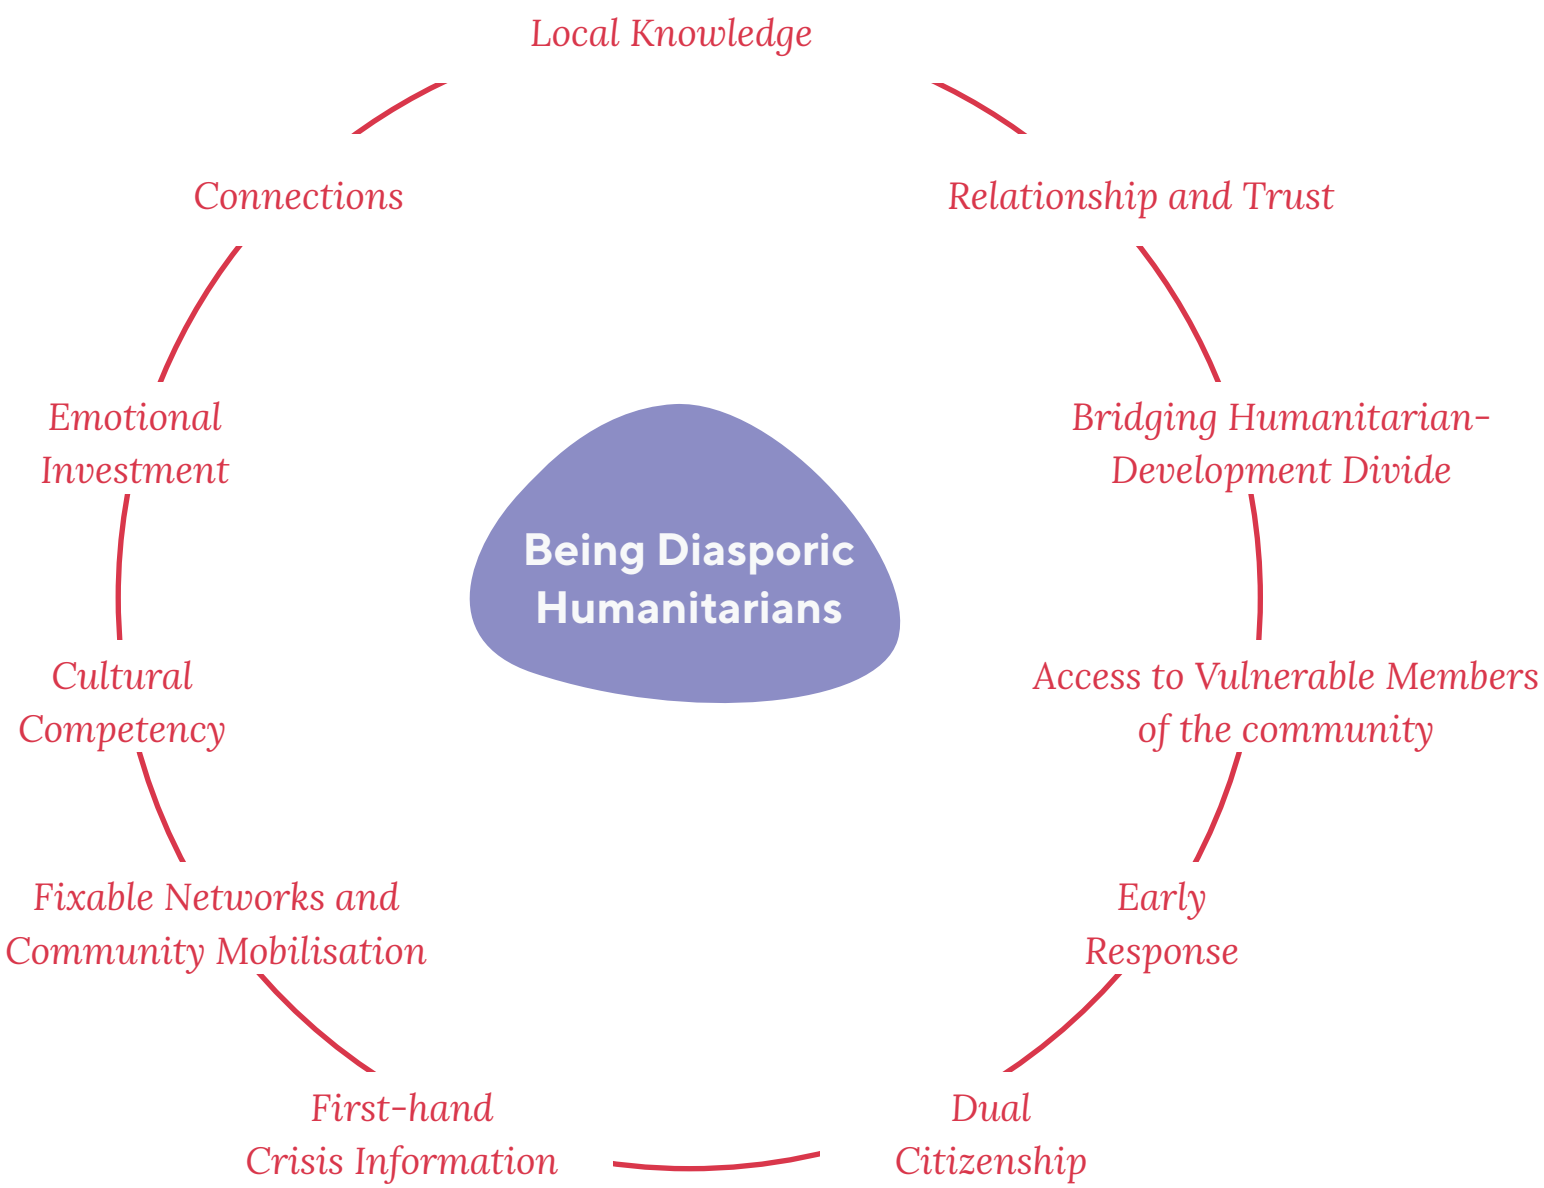 Local Knowledge
Connections
Relationship and Trust
Emotional
Investment
Bridging Humanitarian-
Development Divide
Being Diasporic
Humanitarians
Cultural
Competency
Access to Vulnerable Members
of the community
Fixable Networks and
Community Mobilisation
Early
Response
First-hand
Crisis Information
Dual
Citizenship